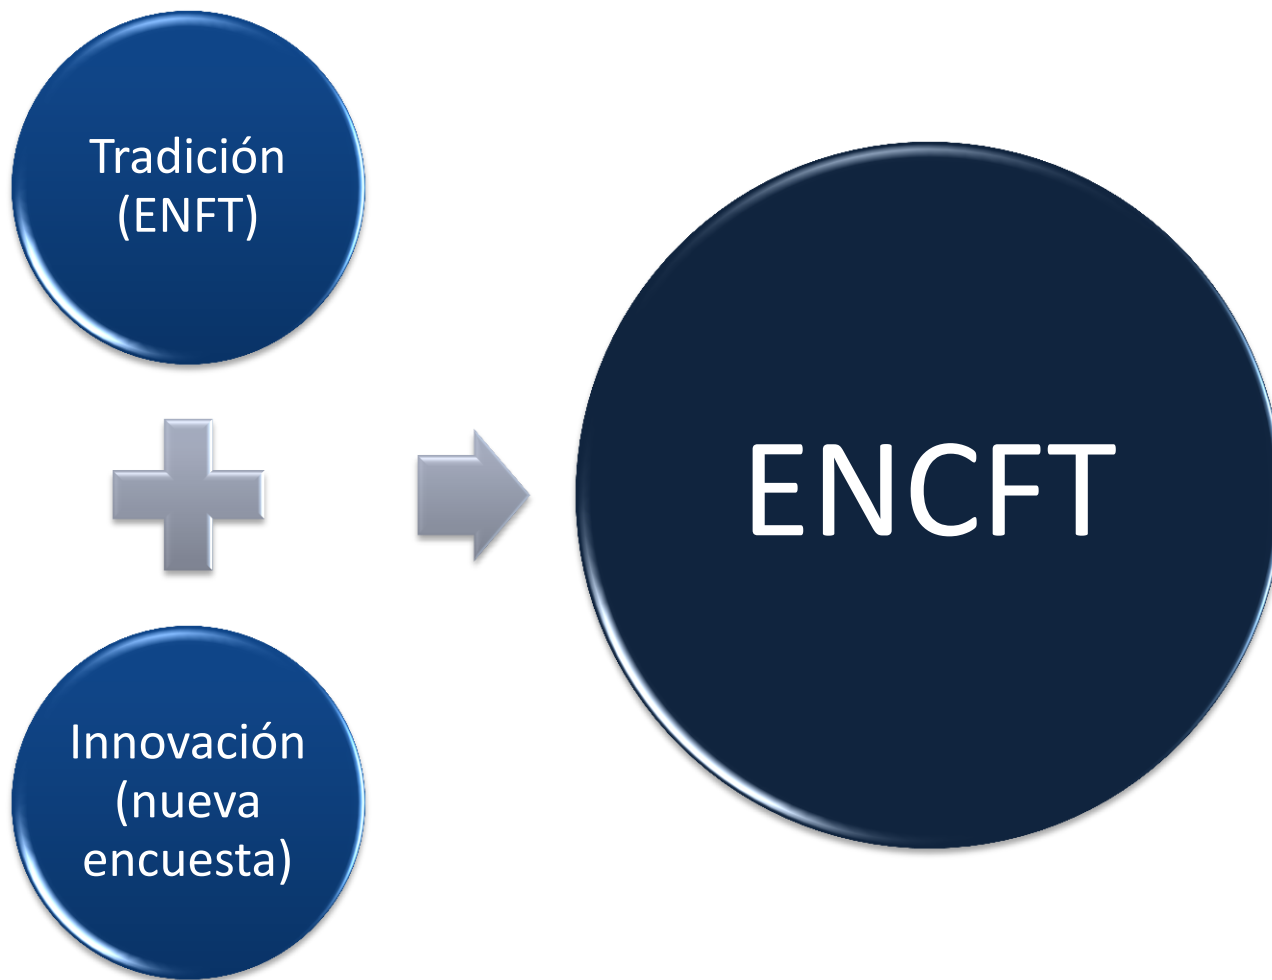 Tradición
(ENFT)
Innovación
(nueva
encuesta)
ENCFT